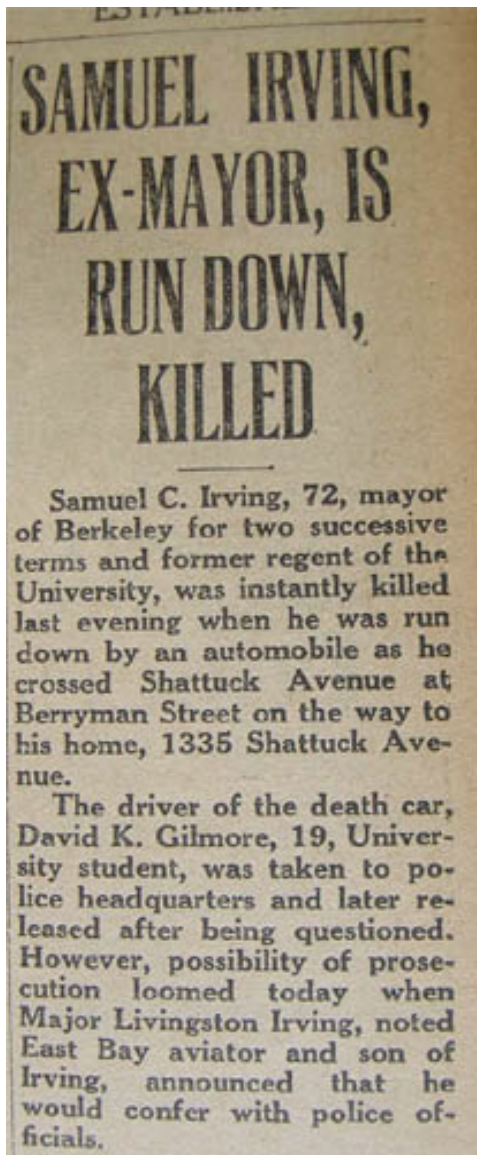 SAMUEL IRVING,
EX-MAYOR, IS
RUN DOWN,
KILLED
Samuel C. Irving, 72, mayor
of Berkeley for two successive
terms and former regent of the
University, was instantly killed
last evening when he was run
down by an automobile as he
crossed Shattuck Avenue at
Berryman Street on the way to
his home, 1335 Shattuck Ave-
nue.
The driver of the death car,
David K. Gilmore, 19, Univer-
sity student, was taken to po-
lice headquarters and later re-
leased after being questioned.
However, possibility of prose-
cution loomed today when
Major Livingston Irving, noted
East Bay aviator and son of
Irving, announced that he
would confer with police of-
ficials.